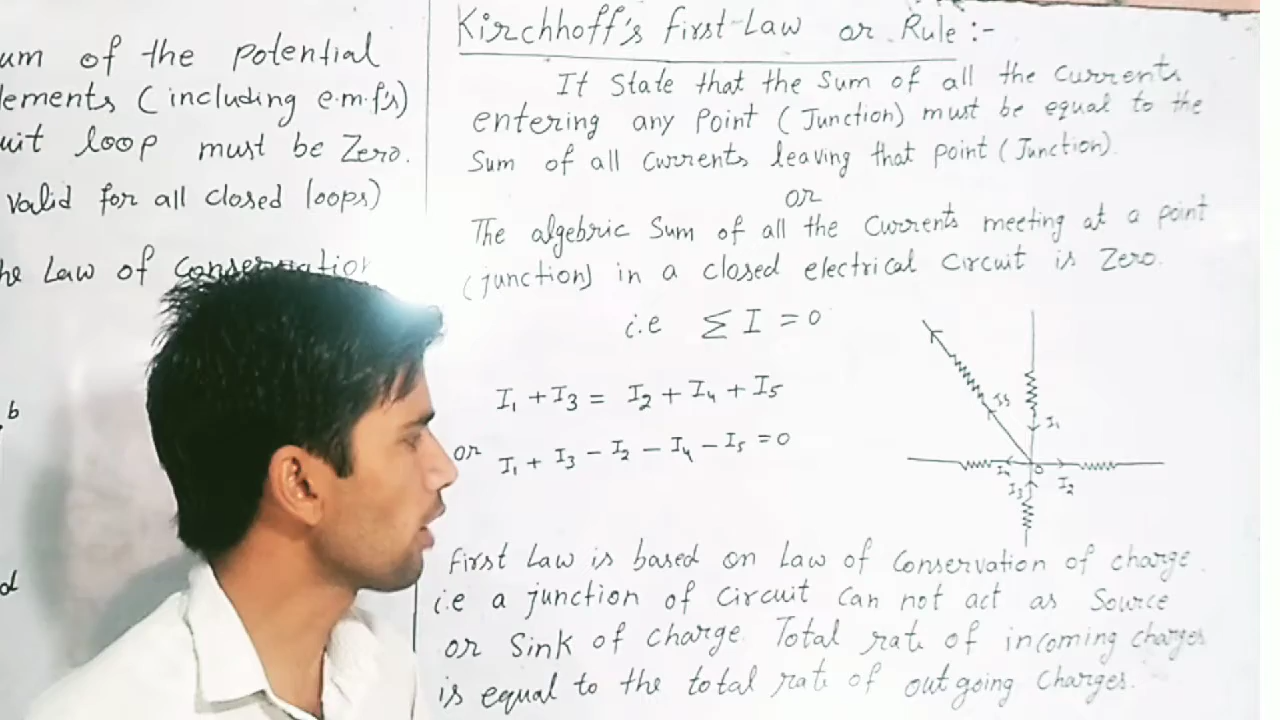 um of the potential
lements (including e.m.f's)
uit loop must be Zero.
valid for all closed loops)
he Law of Conservation
b
d
Kirchhoff's first Law or Rule :-
It State that the Sum of all the Currents
entering any Point (Junction) must be equal to the
Sum of all Currents leaving that point (Junction).
or
The algebric Sum of all the Currents meeting at a point
(junction) in a closed electrical Circuit is Zero.
i.e Σ I = 0
I₁ + I₃ = I₂ + I₄ + I₅
or I₁ + I₃ − I₂ − I₄ − I₅ = 0
I₅
I₁
I₄ O I₂
I₃
first Law is based on Law of Conservation of charge.
i.e a junction of Circuit Can not act as Source
or Sink of charge. Total rate of incoming charges
is equal to the total rate of out going Charges.